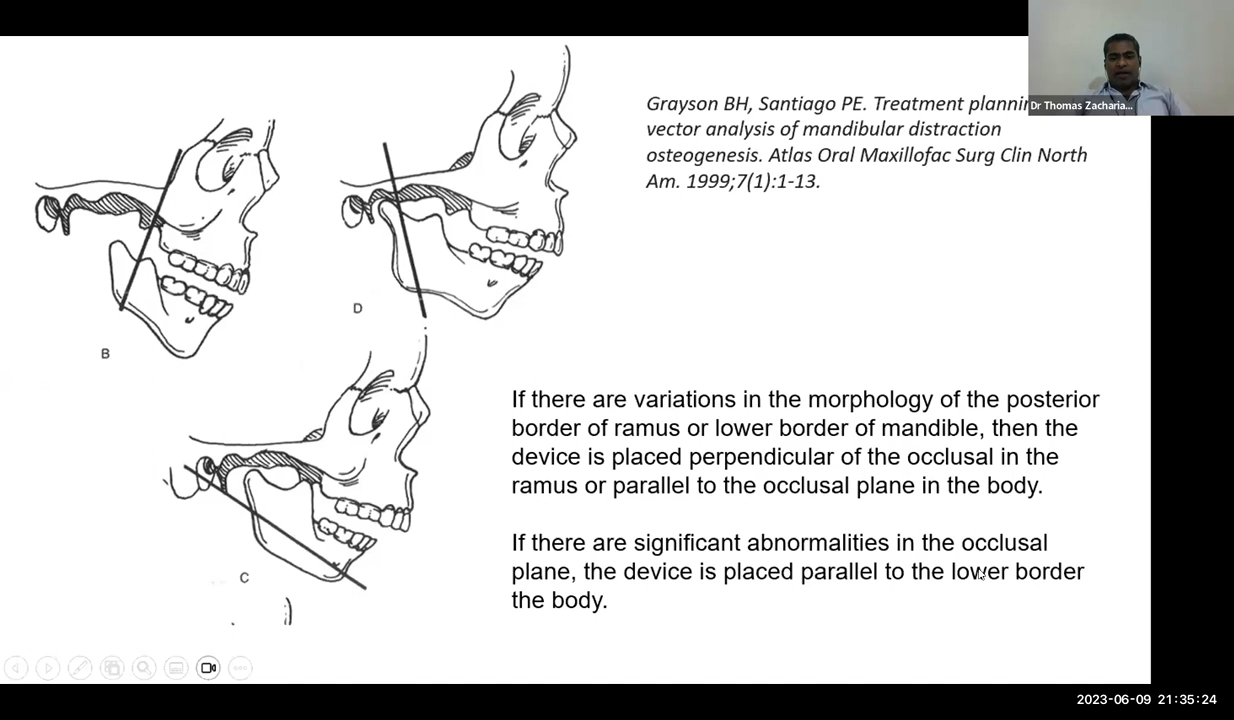 Grayson BH, Santiago PE. Treatment plannin
vector analysis of mandibular distraction
osteogenesis. Atlas Oral Maxillofac Surg Clin North
Am. 1999;7(1):1-13.
Dr Thomas Zacharia...
B
D
C
If there are variations in the morphology of the posterior
border of ramus or lower border of mandible, then the
device is placed perpendicular of the occlusal in the
ramus or parallel to the occlusal plane in the body.
If there are significant abnormalities in the occlusal
plane, the device is placed parallel to the lower border
the body.
2023-06-09 21:35:24